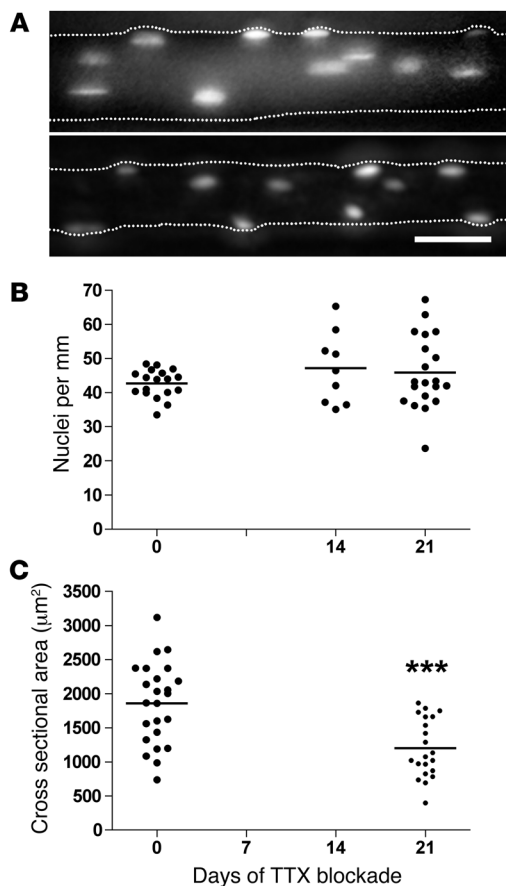 A
B
70
60
50
40
30
20
10
0
Nuclei per mm
0 14 21
C
3500
3000
2500
2000
1500
1000
500
0
Cross sectional area (μm²)
***
0 7 14 21
Days of TTX blockade